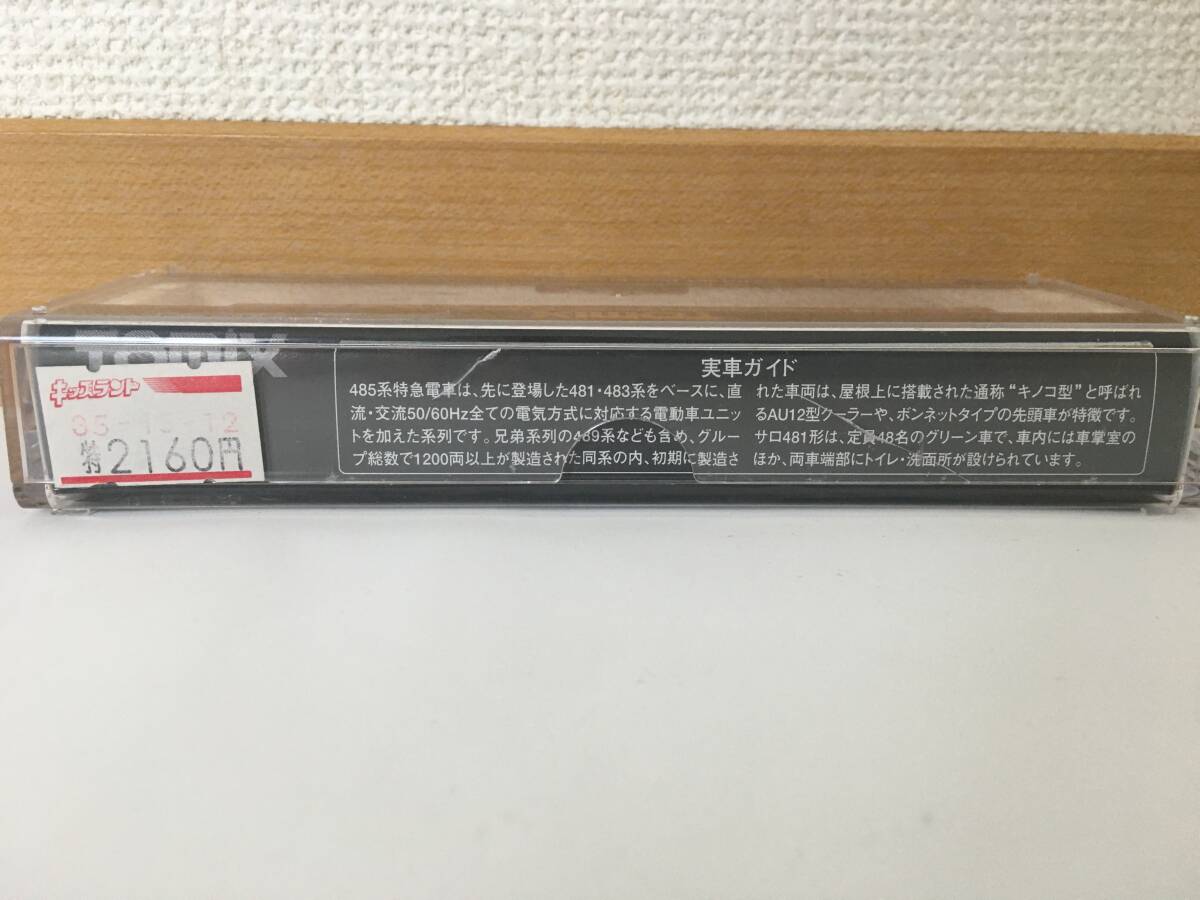 TOMIX
キッズランド
35-13-12
特2160円
実車ガイド
485系特急電車は、先に登場した481・483系をベースに、直
流・交流50/60Hz全ての電気方式に対応する電動車ユニッ
トを加えた系列です。兄弟系列の489系なども含め、グルー
プ総数で1200両以上が製造された同系の内、初期に製造さ
れた車両は、屋根上に搭載された通称“キノコ型”と呼ばれ
るAU12型クーラーや、ボンネットタイプの先頭車が特徴です。
サロ481形は、定員48名のグリーン車で、車内には車掌室の
ほか、両車端部にトイレ・洗面所が設けられています。